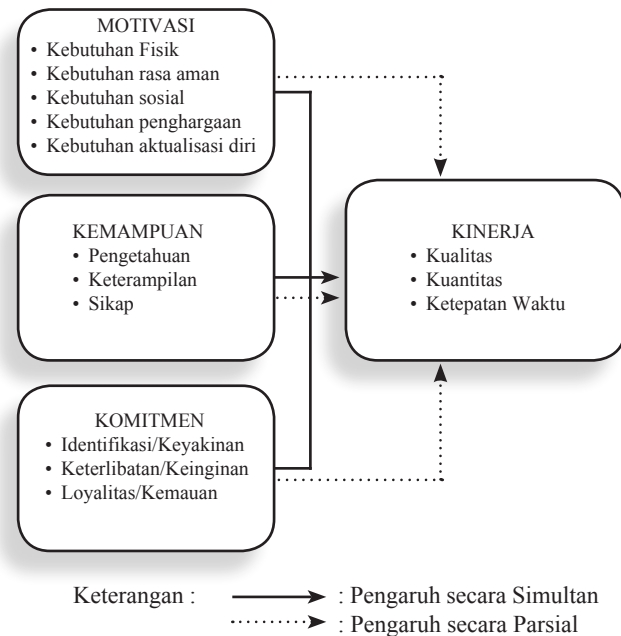 MOTIVASI
• Kebutuhan Fisik
• Kebutuhan rasa aman
• Kebutuhan sosial
• Kebutuhan penghargaan
• Kebutuhan aktualisasi diri
KEMAMPUAN
• Pengetahuan
• Keterampilan
• Sikap
KINERJA
• Kualitas
• Kuantitas
• Ketepatan Waktu
KOMITMEN
• Identifikasi/Keyakinan
• Keterlibatan/Keinginan
• Loyalitas/Kemauan
Keterangan : : Pengaruh secara Simultan
: Pengaruh secara Parsial